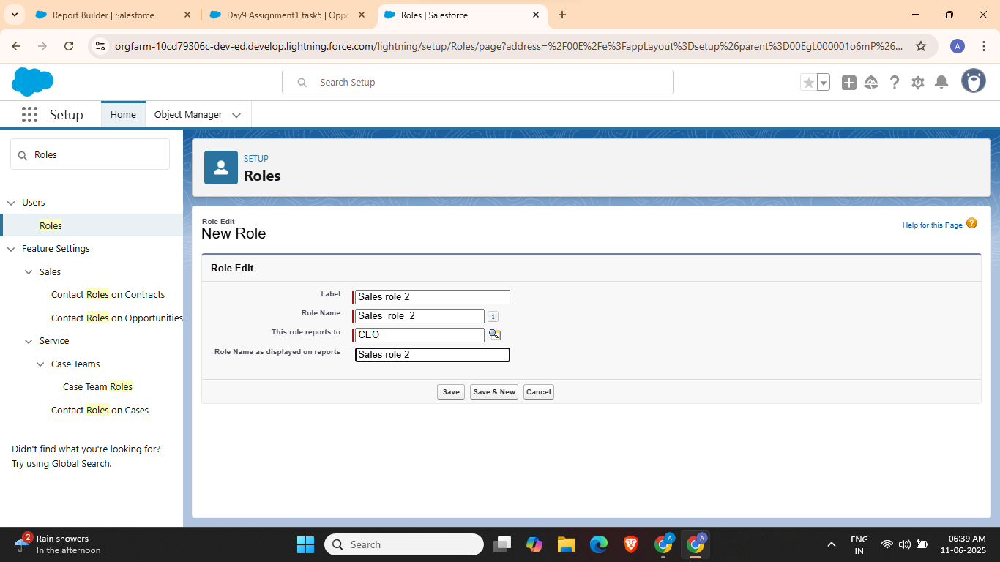 Report Builder | Salesforce
Day9 Assignment1 task5 | Oppo
Roles | Salesforce
orgfarm-10cd79306c-dev-ed.develop.lightning.force.com/lightning/setup/Roles/page?address=%2F00E%2Fe%3FappLayout%3Dsetup%26parent%3D00EgL000001o6mP%26...
A
Search Setup
Setup
Home
Object Manager
Roles
Users
Roles
Feature Settings
Sales
Contact Roles on Contracts
Contact Roles on Opportunities
Service
Case Teams
Case Team Roles
Contact Roles on Cases
Didn't find what you're looking for?
Try using Global Search.
SETUP
Roles
Role Edit
New Role
Help for this Page ?
Role Edit
Label Sales role 2
Role Name Sales_role_2 i
This role reports to CEO
Role Name as displayed on reports Sales role 2
Save Save & New Cancel
2
Rain showers
In the afternoon
Search
A
A
ENG
IN
06:39 AM
11-06-2025